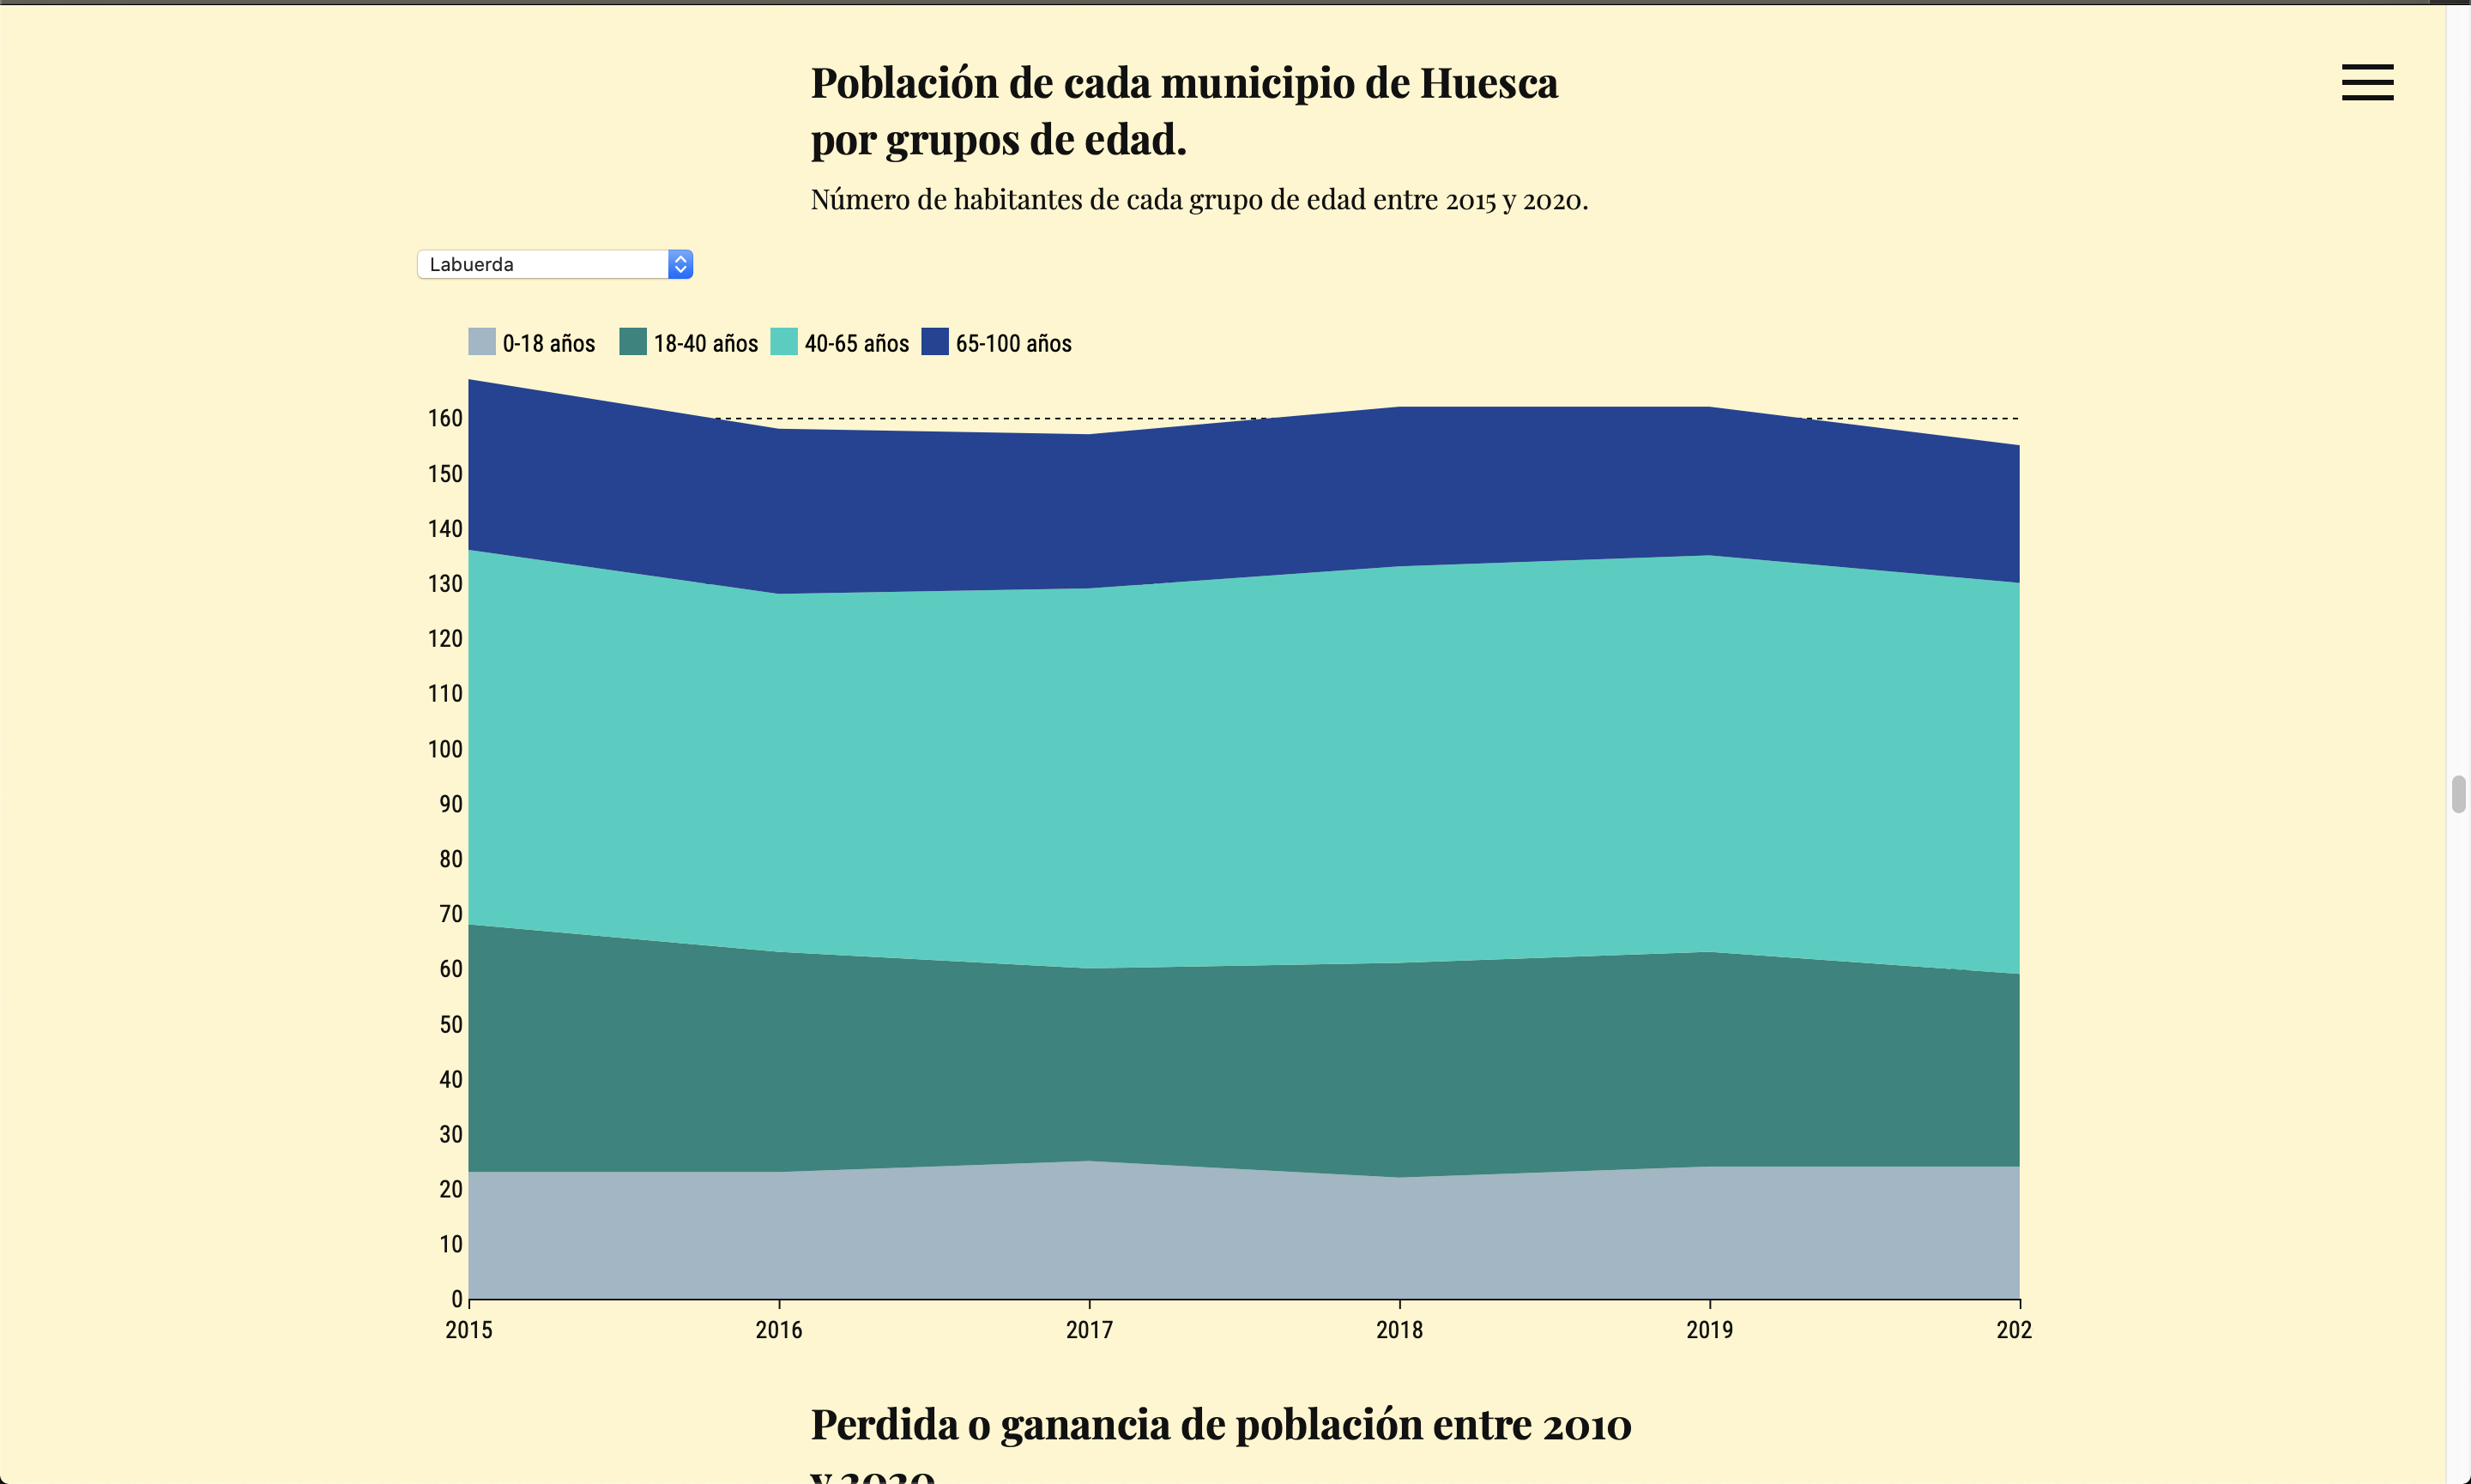 Población de cada municipio de Huesca
por grupos de edad.
Número de habitantes de cada grupo de edad entre 2015 y 2020.
Labuerda
0-18 años 18-40 años 40-65 años 65-100 años
160
150
140
130
120
110
100
90
80
70
60
50
40
30
20
10
0
2015 2016 2017 2018 2019 202
Perdida o ganancia de población entre 2010
y 2020